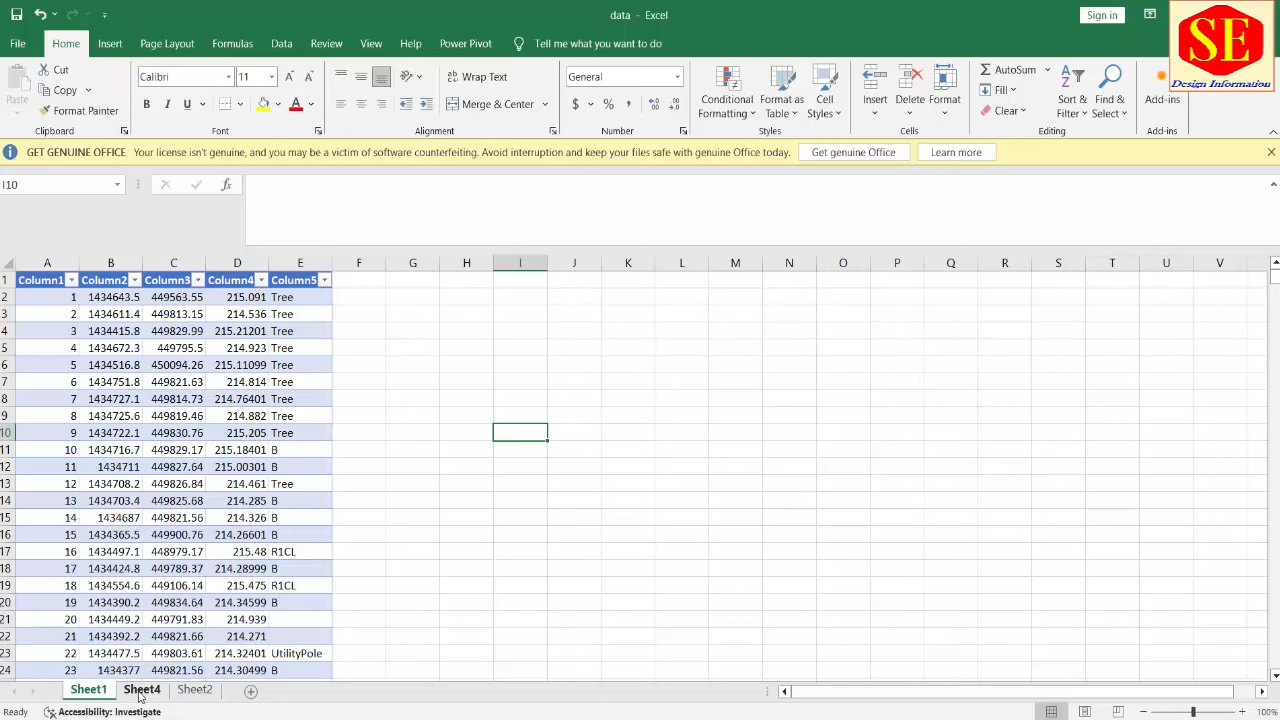 data - Excel
Sign in
SE
Design Information
File Home Insert Page Layout Formulas Data Review View Help Power Pivot Tell me what you want to do
Paste
Cut
Copy
Format Painter
Clipboard
Calibri 11
B I U
Font
Wrap Text
Merge & Center
Alignment
General
$ % ,
Number
Conditional Formatting
Format as Table
Cell Styles
Styles
Insert Delete Format
Cells
AutoSum
Fill
Clear
Sort & Filter
Find & Select
Editing
Add-ins
Add-ins
GET GENUINE OFFICE Your license isn't genuine, and you may be a victim of software counterfeiting. Avoid interruption and keep your files safe with genuine Office today. Get genuine Office Learn more
I10 fx
A B C D E F G H I J K L M N O P Q R S T U V
1 Column1 Column2 Column3 Column4 Column5
2 1 1434643.5 449563.55 215.091 Tree
3 2 1434611.4 449813.15 214.536 Tree
4 3 1434415.8 449829.99 215.21201 Tree
5 4 1434672.3 449795.5 214.923 Tree
6 5 1434516.8 450094.26 215.11099 Tree
7 6 1434751.8 449821.63 214.814 Tree
8 7 1434727.1 449814.73 214.76401 Tree
9 8 1434725.6 449819.46 214.882 Tree
10 9 1434722.1 449830.76 215.205 Tree
11 10 1434716.7 449829.17 215.18401 B
12 11 1434711 449827.64 215.00301 B
13 12 1434708.2 449826.84 214.461 Tree
14 13 1434703.4 449825.68 214.285 B
15 14 1434687 449821.56 214.326 B
16 15 1434365.5 449900.76 214.26601 B
17 16 1434497.1 448979.17 215.48 R1CL
18 17 1434424.8 449789.37 214.28999 B
19 18 1434554.6 449106.14 215.475 R1CL
20 19 1434390.2 449834.64 214.34599 B
21 20 1434449.2 449791.83 214.939
22 21 1434392.2 449821.66 214.271
23 22 1434477.5 449803.61 214.32401 UtilityPole
24 23 1434377 449821.56 214.30499 B
Sheet1 Sheet4 Sheet2
Ready Accessibility: Investigate 100%